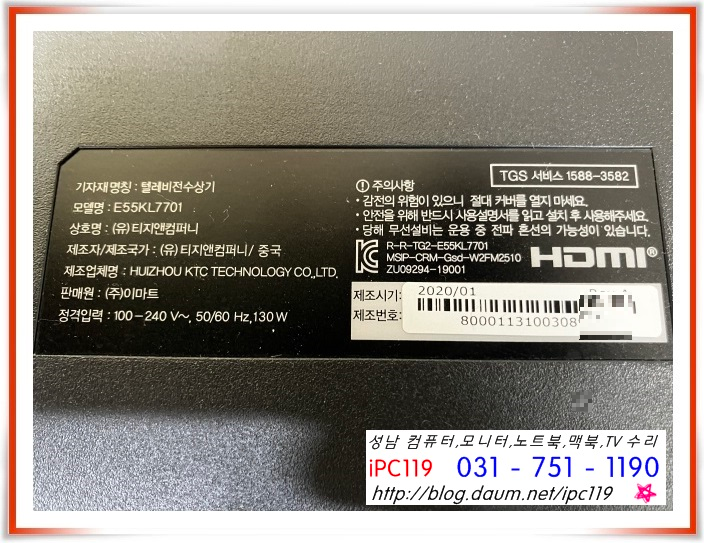 TGS 서비스 1588-3582
기자재명칭 : 텔레비전수상기
모델명 : E55KL7701
상호명 : (유)티지앤컴퍼니
제조자/제조국가 : (유)티지앤컴퍼니/ 중국
제조업체명 : HUIZHOU KTC TECHNOLOGY CO.,LTD.
판매원 : (주)이마트
정격입력 : 100-240 V~, 50/60 Hz, 130 W
주의사항
· 감전의 위험이 있으니 절대 커버를 열지 마세요.
· 안전을 위해 반드시 사용설명서를 읽고 설치 후 사용해주세요.
· 당해 무선설비는 운용 중 전파 혼선의 가능성이 있습니다.
R-R-TG2-E55KL7701
MSIP-CRM-Gsd-W2FM2510
ZU09294-19001
HDMI®
제조시기: 2020/01
제조번호: 8000113100308
성남 컴퓨터,모니터,노트북,맥북,TV 수리
iPC119 031 - 751 - 1190
http://blog.daum.net/ipc119